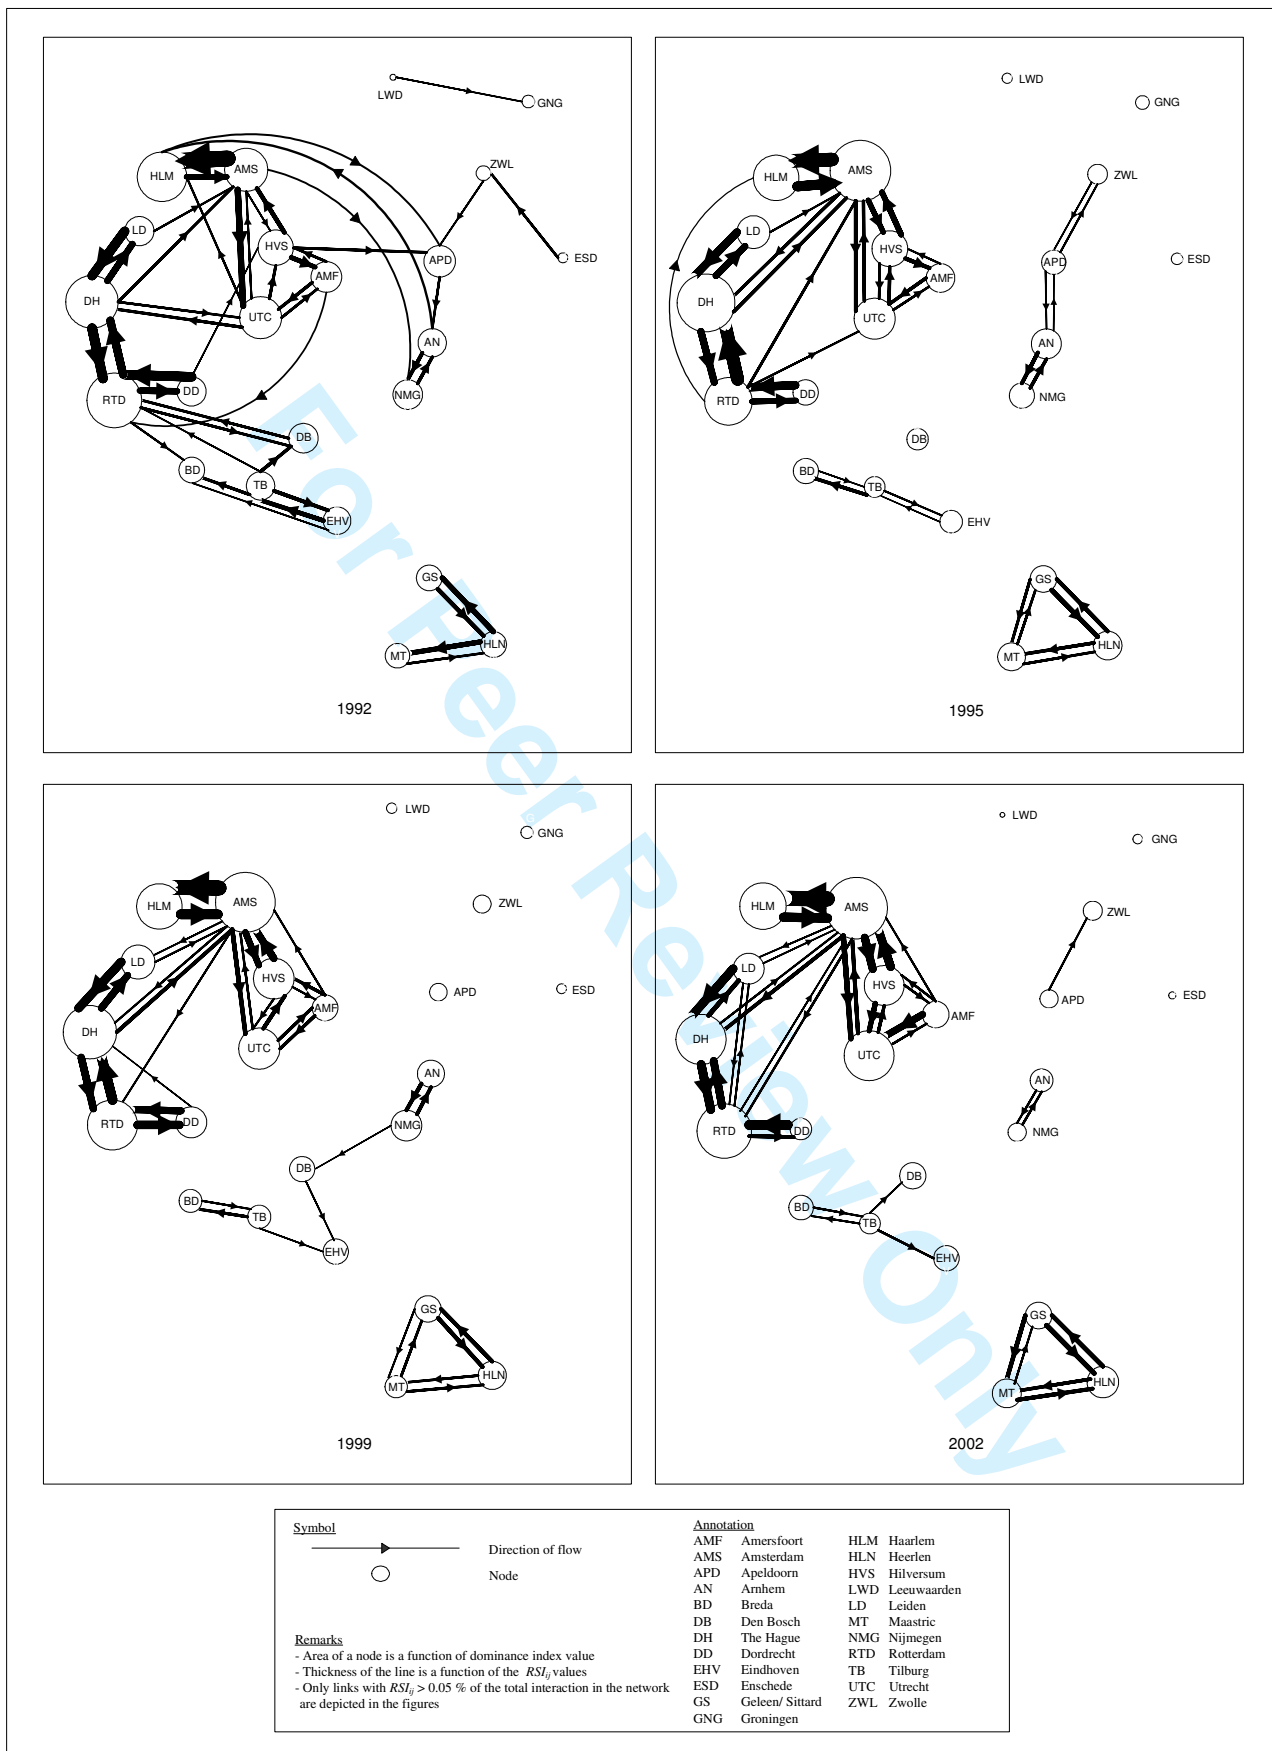 LWD
GNG
ZWL
AMS
HLM
LD
HVS
APD
ESD
AMF
DH
UTC
AN
DD
NMG
RTD
DB
BD
TB
EHV
GS
HLN
MT
1992
LWD
GNG
AMS
ZWL
HLM
LD
HVS
APD
ESD
AMF
DH
UTC
AN
DD
NMG
RTD
DB
BD
TB
EHV
GS
HLN
MT
1995
LWD
G
GNG
AMS
ZWL
HLM
LD
HVS
APD
ESD
AMF
DH
UTC
AN
DD
NMG
RTD
DB
BD
TB
EHV
GS
HLN
MT
1999
LWD
GNG
AMS
ZWL
HLM
LD
HVS
APD
ESD
AMF
DH
UTC
AN
DD
NMG
RTD
DB
BD
TB
EHV
GS
HLN
MT
2002
For Peer Review Only
Symbol
Direction of flow
Node
Remarks
- Area of a node is a function of dominance index value
- Thickness of the line is a function of the RSIij values
- Only links with RSIij > 0.05 % of the total interaction in the network
are depicted in the figures
Annotation
AMF Amersfoort
AMS Amsterdam
APD Apeldoorn
AN Arnhem
BD Breda
DB Den Bosch
DH The Hague
DD Dordrecht
EHV Eindhoven
ESD Enschede
GS Geleen/ Sittard
GNG Groningen
HLM Haarlem
HLN Heerlen
HVS Hilversum
LWD Leeuwaarden
LD Leiden
MT Maastric
NMG Nijmegen
RTD Rotterdam
TB Tilburg
UTC Utrecht
ZWL Zwolle